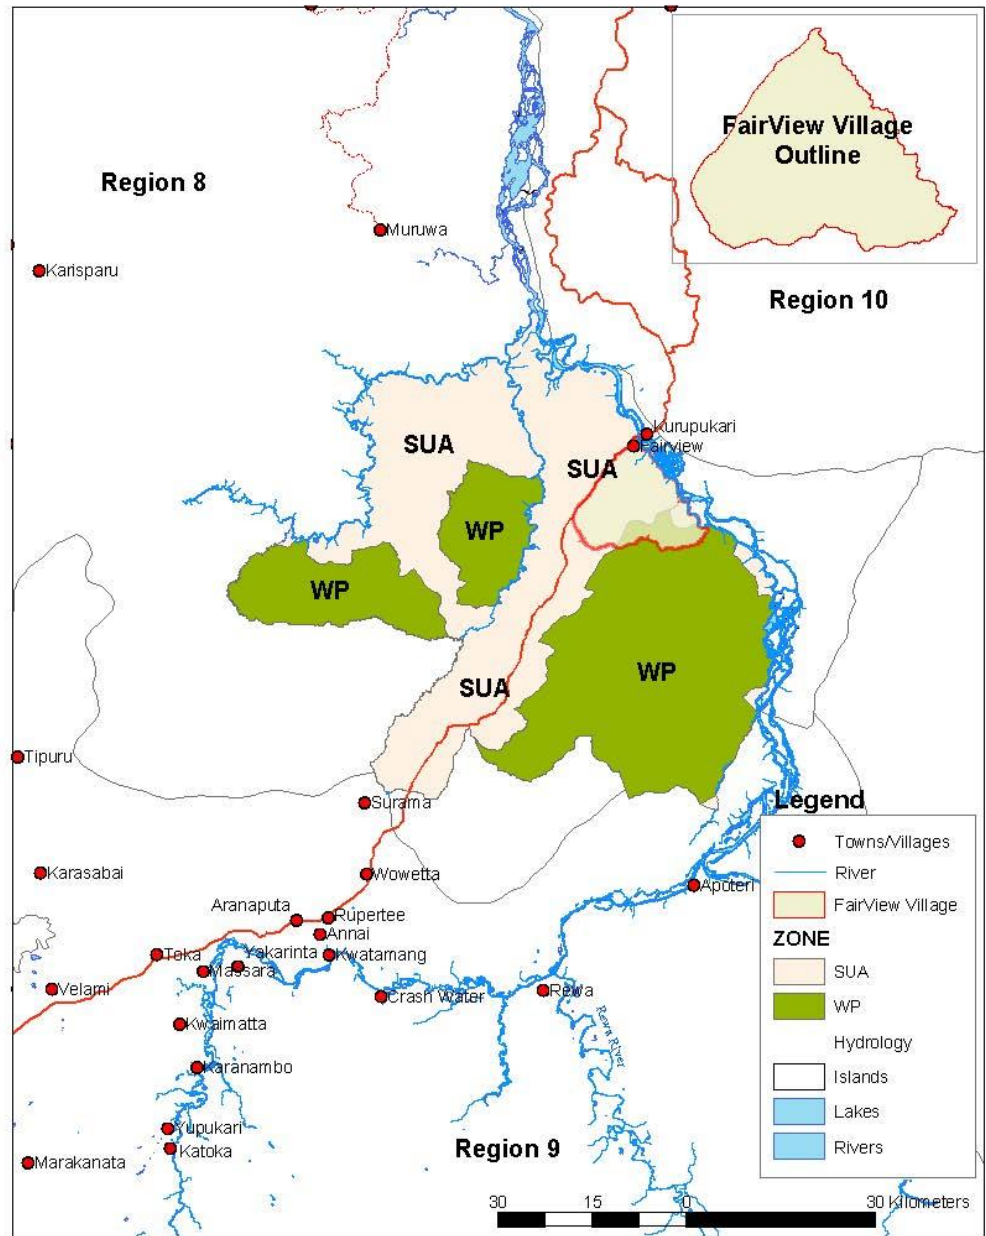 FairView Village
Outline
Region 8
Muruwa
Karisparu
Region 10
Kurupukari
Fairview
SUA
SUA
WP
WP
WP
SUA
Tipuru
Surama
Karasabai
Wowetta
Apoteri
Aranaputa
Rupertee
Annai
Toka
Yakarinta
Kwatamang
Massara
Velami
Crash Water
Rewa
Rewa River
Kwaimatta
Karanambo
Yupukari
Katoka
Marakanata
Region 9
Legend
Towns/Villages
River
FairView Village
ZONE
SUA
WP
Hydrology
Islands
Lakes
Rivers
30 15 0 30 Kilometers